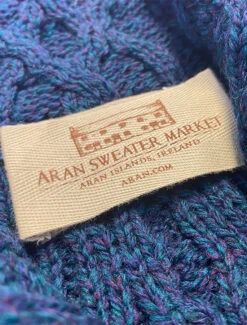 ARAN SWEATER MARKET
ARAN ISLANDS, IRELAND
ARAN.COM